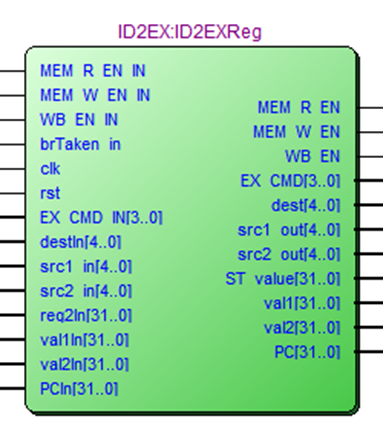 ID2EX:ID2EXReg
MEM R EN IN
MEM W EN IN
WB EN IN
brTaken in
clk
rst
EX CMD IN[3..0]
destIn[4..0]
src1 in[4..0]
src2 in[4..0]
reg2In[31..0]
val1In[31..0]
val2In[31..0]
PCIn[31..0]
MEM R EN
MEM W EN
WB EN
EX CMD[3..0]
dest[4..0]
src1 out[4..0]
src2 out[4..0]
ST value[31..0]
val1[31..0]
val2[31..0]
PC[31..0]